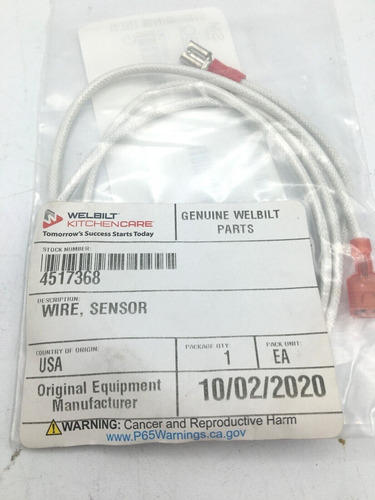 WELBILT
KITCHENCARE
Tomorrow's Success Starts Today
GENUINE WELBILT
PARTS
STOCK NUMBER:
4517368
DESCRIPTION:
WIRE, SENSOR
COUNTRY OF ORIGIN:
USA
PACKAGE QTY:
1
PACK UNIT:
EA
Original Equipment
Manufacturer
10/02/2020
WARNING: Cancer and Reproductive Harm
www.P65Warnings.ca.gov